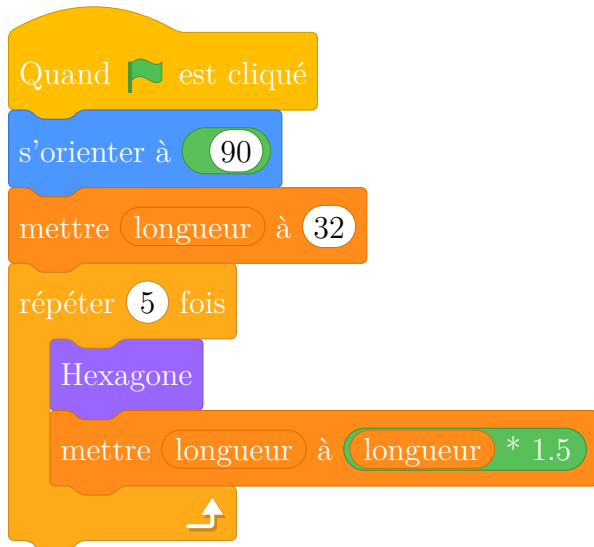 Quand est cliqué
s'orienter à 90
mettre longueur à 32
répéter 5 fois
Hexagone
mettre longueur à longueur * 1.5